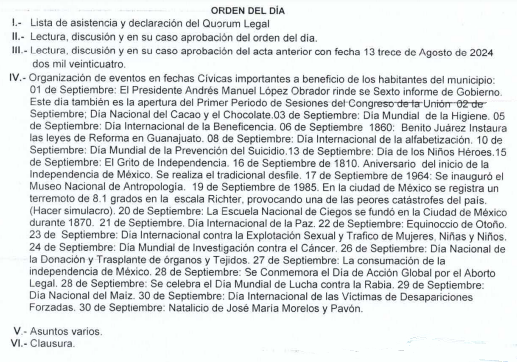 ORDEN DEL DÍA
I.- Lista de asistencia y declaración del Quorum Legal
II.- Lectura, discusión y en su caso aprobación del orden del día.
III.- Lectura, discusión y en su caso aprobación del acta anterior con fecha 13 trece de Agosto de 2024
dos mil veinticuatro.
IV.- Organización de eventos en fechas Cívicas importantes a beneficio de los habitantes del municipio:
01 de Septiembre: El Presidente Andrés Manuel López Obrador rinde se Sexto informe de Gobierno.
Este día también es la apertura del Primer Periodo de Sesiones del Congreso de la Unión 02 de
Septiembre; Día Nacional del Cacao y el Chocolate.03 de Septiembre: Día Mundial de la Higiene. 05
de Septiembre: Día Internacional de la Beneficencia. 06 de Septiembre 1860: Benito Juárez Instaura
las leyes de Reforma en Guanajuato. 08 de Septiembre: Día Internacional de la alfabetización. 10 de
Septiembre: Día Mundial de la Prevención del Suicidio.13 de Septiembre: Día de los Niños Héroes.15
de Septiembre: El Grito de Independencia. 16 de Septiembre de 1810. Aniversario del inicio de la
Independencia de México. Se realiza el tradicional desfile. 17 de Septiembre de 1964: Se inauguró el
Museo Nacional de Antropología. 19 de Septiembre de 1985. En la ciudad de México se registra un
terremoto de 8.1 grados en la escala Richter, provocando una de las peores catástrofes del país.
(Hacer simulacro). 20 de Septiembre: La Escuela Nacional de Ciegos se fundó en la Ciudad de México
durante 1870. 21 de Septiembre. Día Internacional de la Paz. 22 de Septiembre: Equinoccio de Otoño.
23 de Septiembre: Día Internacional contra la Explotación Sexual y Trafico de Mujeres, Niñas y Niños.
24 de Septiembre: Día Mundial de Investigación contra el Cáncer. 26 de Septiembre: Día Nacional de
la Donación y Trasplante de órganos y Tejidos. 27 de Septiembre: La consumación de la
independencia de México. 28 de Septiembre: Se Conmemora el Día de Acción Global por el Aborto
Legal. 28 de Septiembre: Se celebra el Día Mundial de Lucha contra la Rabia. 29 de Septiembre:
Día Nacional del Maíz. 30 de Septiembre: Día Internacional de las Víctimas de Desapariciones
Forzadas. 30 de Septiembre: Natalicio de José María Morelos y Pavón.
V.- Asuntos varios.
VI.- Clausura.